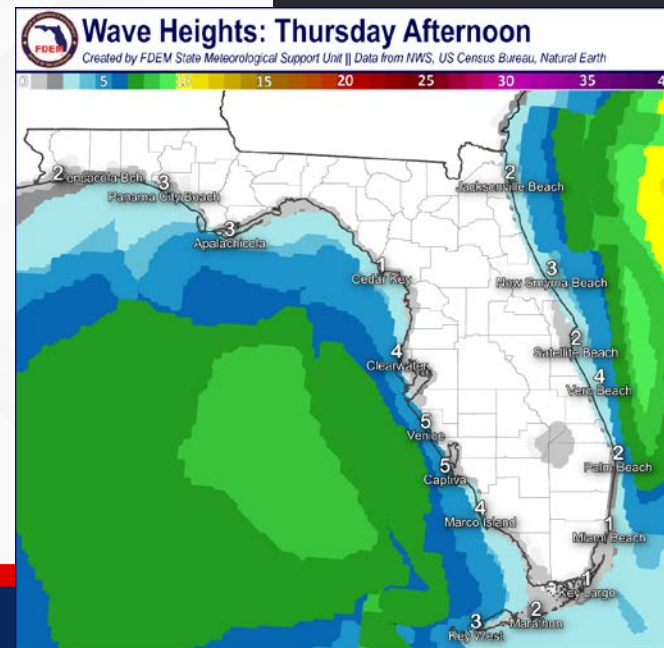 FDEM
Wave Heights: Thursday Afternoon
Created by FDEM State Meteorological Support Unit || Data from NWS, US Census Bureau, Natural Earth
0 5 10 15 20 25 30 35
2
Pensacola Bch
3
Panama City Beach
3
Apalachicola
2
Jacksonville Beach
1
Cedar Key
3
New Smyrna Beach
4
Clearwater
2
Satellite Beach
4
Vero Beach
5
Venice
5
Captiva
2
Palm Beach
4
Marco Island
1
Miami Beach
1
Key Largo
2
Marathon
3
Key West